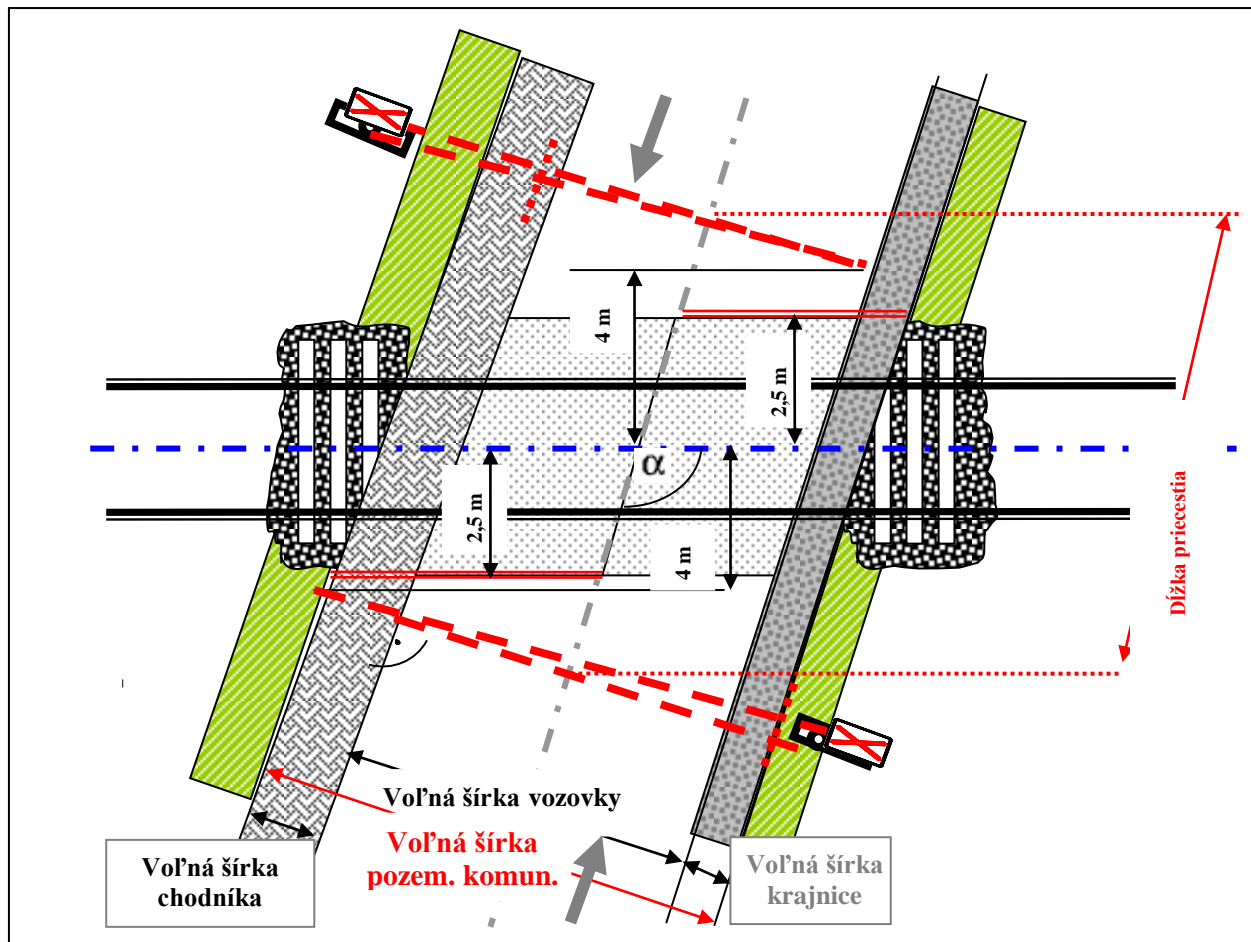 4 m
2,5 m
α
2,5 m
4 m
Dĺžka priecestia
Voľná šírka vozovky
Voľná šírka
pozem. komun.
Voľná šírka
chodníka
Voľná šírka
krajnice